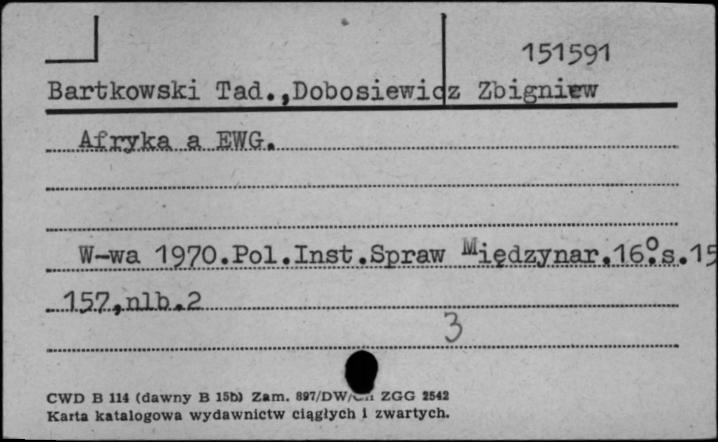 151591
Bartkowski Tad.,Dobosiewicz Zbigniew
Afryka a EWG.
W-wa 1970.Pol.Inst.Spraw Międzynar.16°.s.15
157,nlb.2
3
CWD B 114 (dawny B 15b) Zam. 897/DW/ ZGG 2542
Karta katalogowa wydawnictw ciągłych i zwartych.